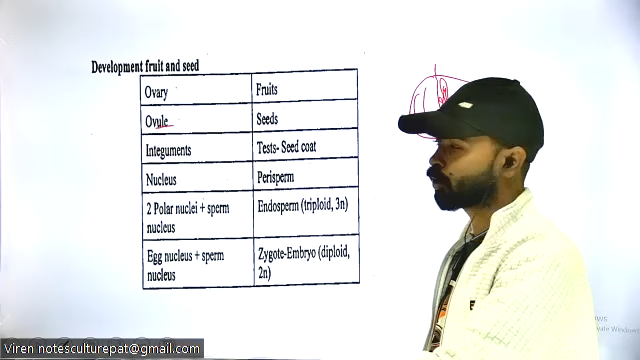 Development fruit and seed
Ovary Fruits
Ovule Seeds
Integuments Tests- Seed coat
Nucleus Perisperm
2 Polar nuclei + sperm Endosperm (triploid, 3n)
nucleus
Egg nucleus + sperm Zygote-Embryo (diploid,
nucleus 2n)
Viren notesculturepat@gmail.com